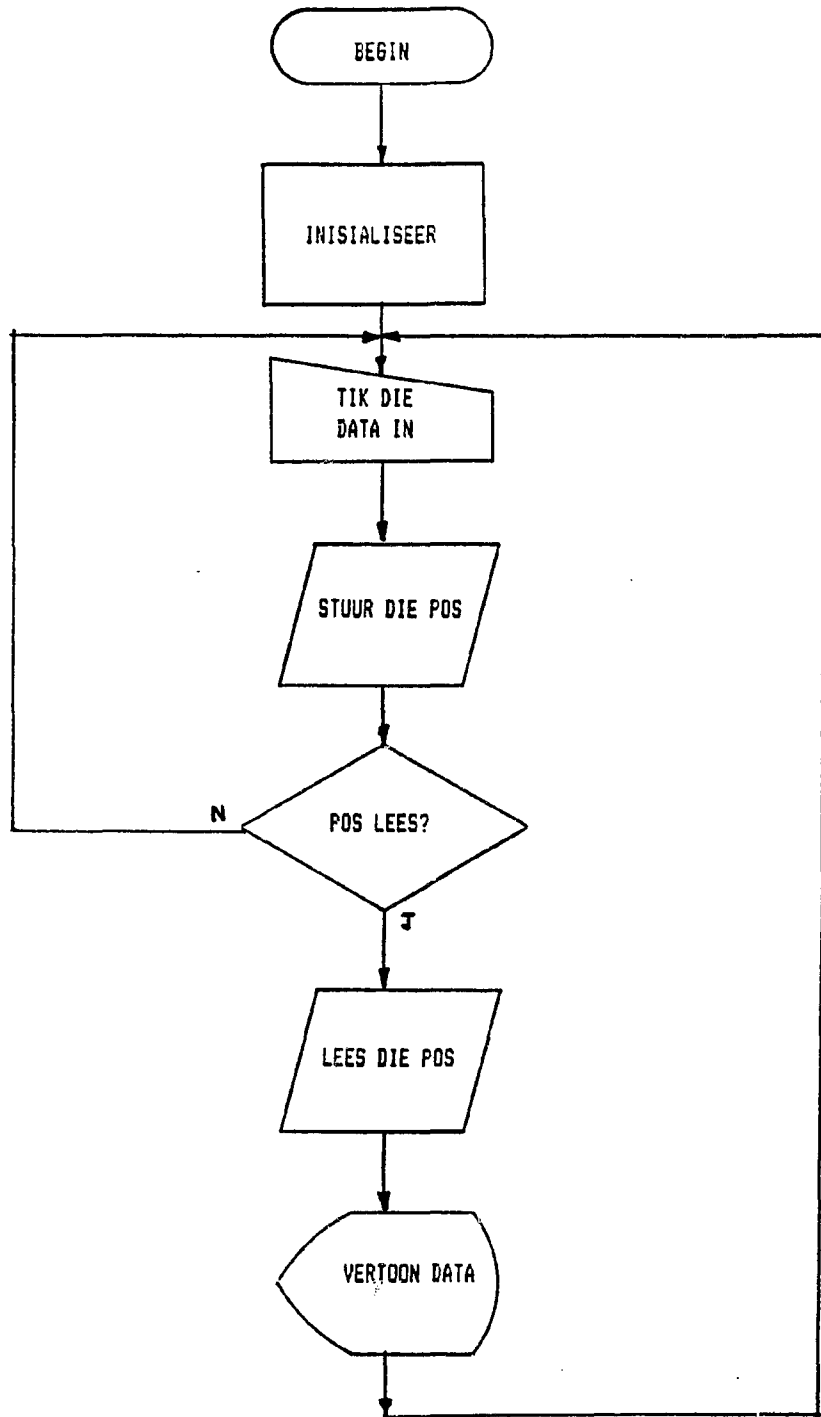 BEGIN
INISIALISEER
TIK DIE
DATA IN
STUUR DIE POS
POS LEES?
N
J
LEES DIE POS
VERTOON DATA